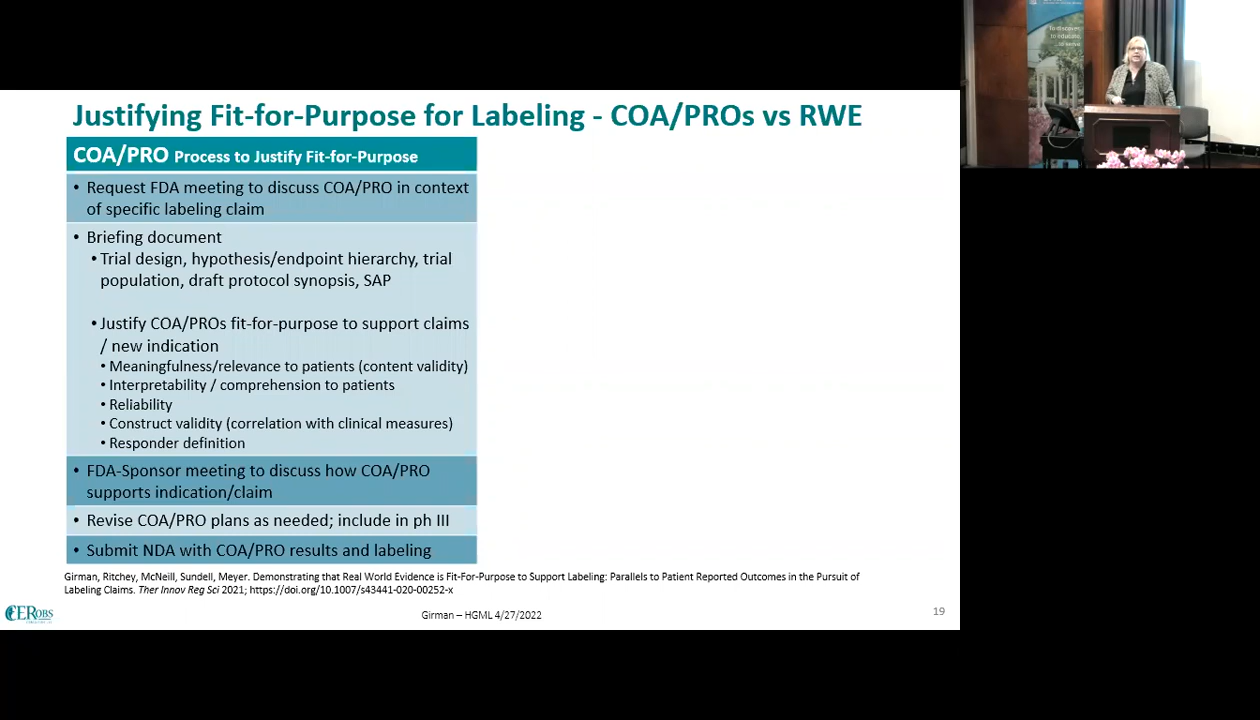 to discover,
to educate,
to serve
Justifying Fit-for-Purpose for Labeling - COA/PROs vs RWE
COA/PRO Process to Justify Fit-for-Purpose
• Request FDA meeting to discuss COA/PRO in context
of specific labeling claim
• Briefing document
• Trial design, hypothesis/endpoint hierarchy, trial
population, draft protocol synopsis, SAP
• Justify COA/PROs fit-for-purpose to support claims
/ new indication
• Meaningfulness/relevance to patients (content validity)
• Interpretability / comprehension to patients
• Reliability
• Construct validity (correlation with clinical measures)
• Responder definition
• FDA-Sponsor meeting to discuss how COA/PRO
supports indication/claim
• Revise COA/PRO plans as needed; include in ph III
• Submit NDA with COA/PRO results and labeling
Girman, Ritchey, McNeill, Sundell, Meyer. Demonstrating that Real World Evidence is Fit-For-Purpose to Support Labeling: Parallels to Patient Reported Outcomes in the Pursuit of
Labeling Claims. Ther Innov Reg Sci 2021; https://doi.org/10.1007/s43441-020-00252-x
CERobs
Girman – HGML 4/27/2022
19